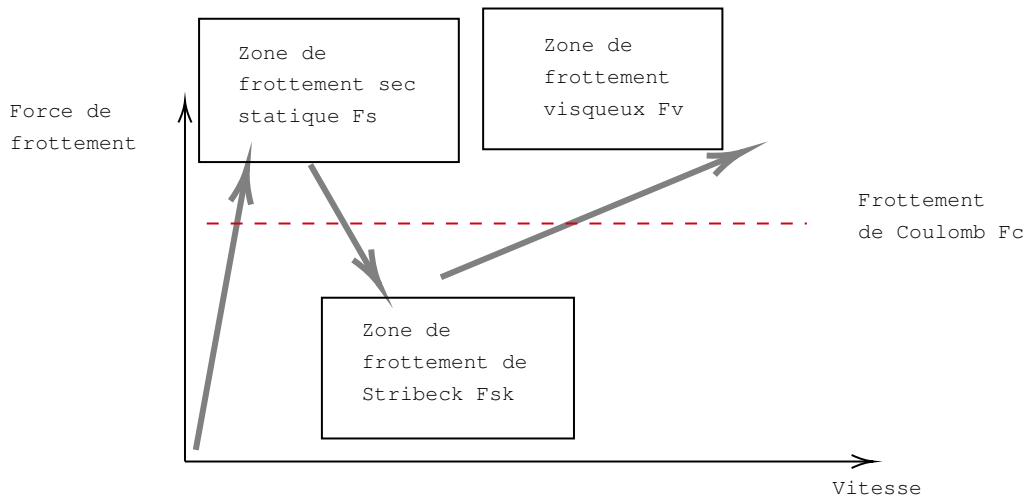 Zone de
frottement sec
statique Fs
Zone de
frottement
visqueux Fv
Force de
frottement
Frottement
de Coulomb Fc
Zone de
frottement de
Stribeck Fsk
Vitesse